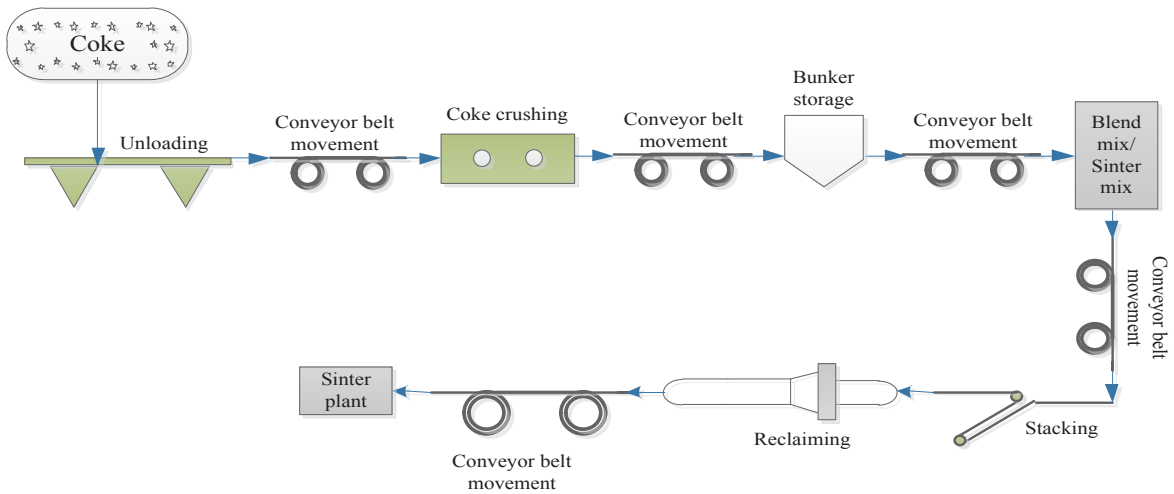 Coke
Unloading
Conveyor belt
movement
Coke crushing
Conveyor belt
movement
Bunker
storage
Conveyor belt
movement
Blend
mix/
Sinter
mix
Conveyor belt
movement
Stacking
Reclaiming
Conveyor belt
movement
Sinter
plant